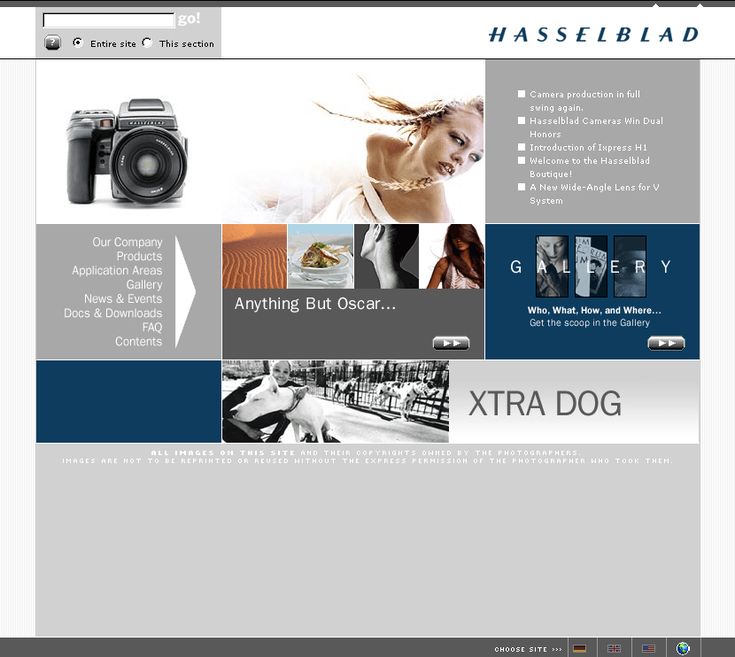 go!
?
Entire site
This section
HASSELBLAD
HASSELBLAD
Camera production in full
swing again.
Hasselblad Cameras Win Dual
Honors
Introduction of Ixpress H1
Welcome to the Hasselblad
Boutique!
A New Wide-Angle Lens for V
System
Our Company
Products
Application Areas
Gallery
News & Events
Docs & Downloads
FAQ
Contents
Anything But Oscar...
GALLERY
Who, What, How, and Where...
Get the scoop in the Gallery
XTRA DOG
ALL IMAGES ON THIS SITE AND THEIR COPYRIGHTS OWNED BY THE PHOTOGRAPHERS.
IMAGES ARE NOT TO BE REPRINTED OR REUSED WITHOUT THE EXPRESS PERMISSION OF THE PHOTOGRAPHER WHO TOOK THEM.
CHOOSE SITE >>>